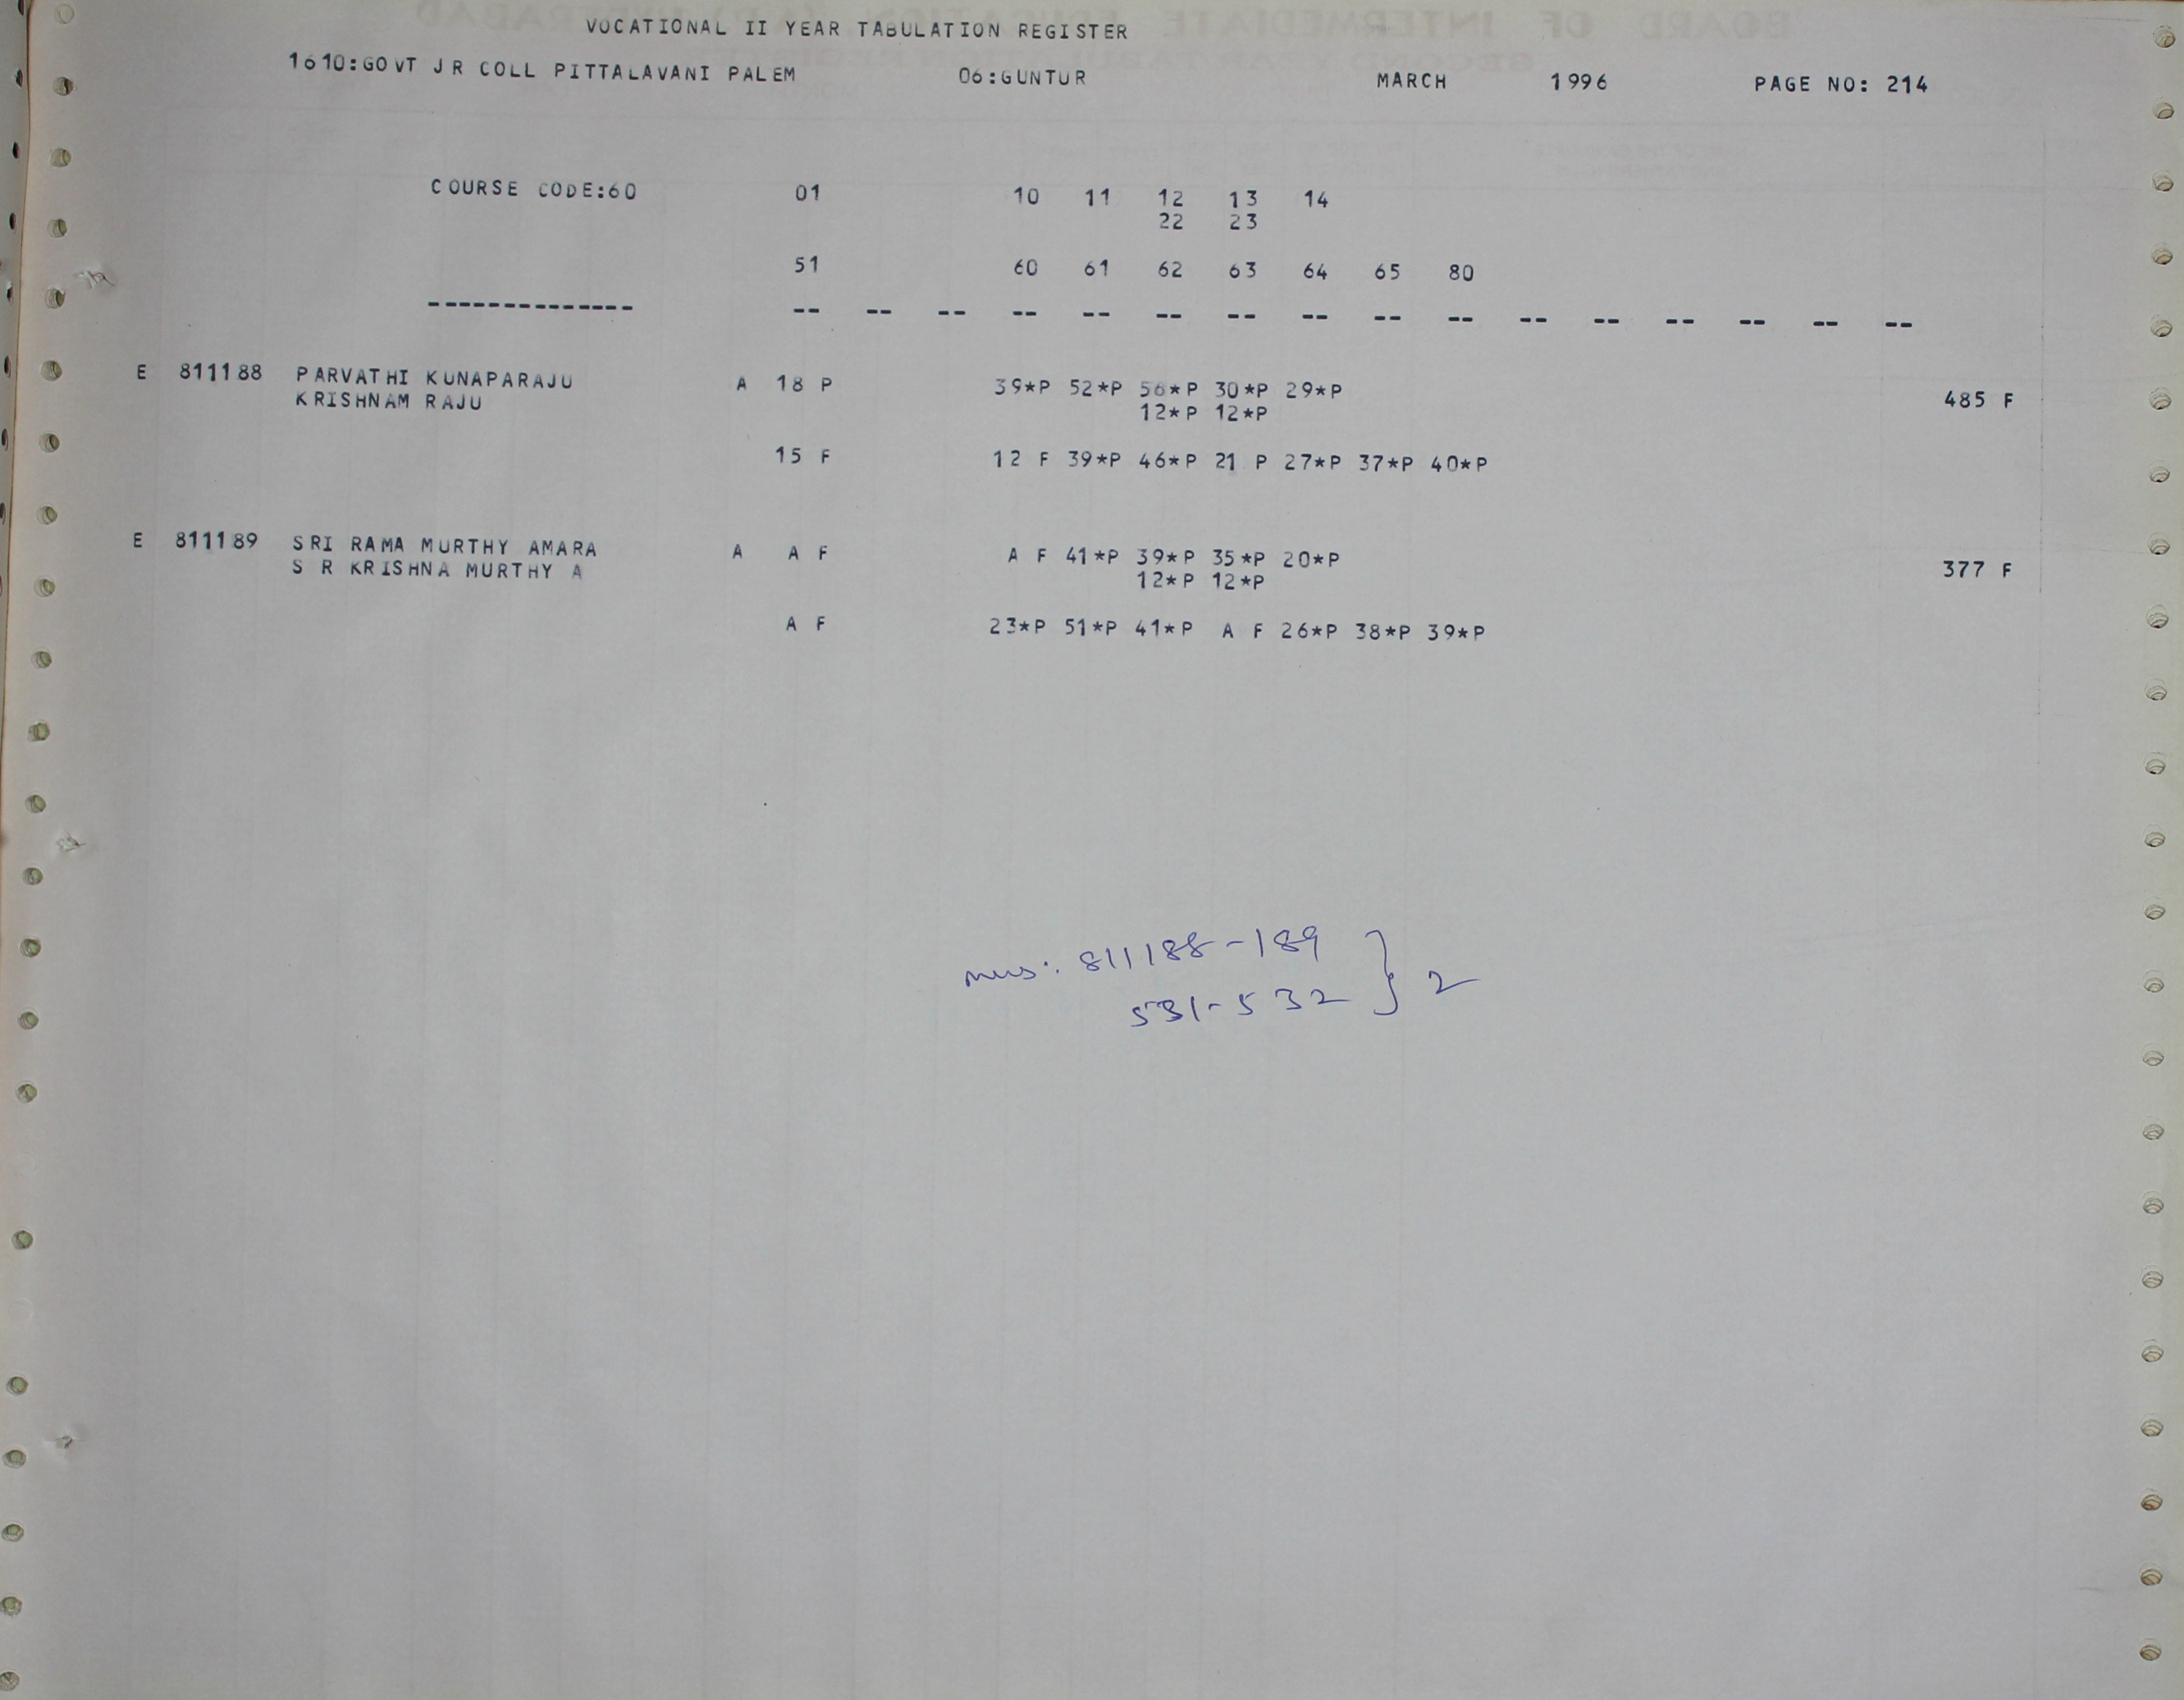 VOCATIONAL II YEAR TABULATION REGISTER
1610:GOVT JR COLL PITTALAVANI PALEM 06:GUNTUR MARCH 1996 PAGE NO: 214
COURSE CODE:60 01 10 11 12 13 14
22 23
51 60 61 62 63 64 65 80
-------------- -- -- -- -- -- -- -- -- -- -- -- -- -- -- -- --
E 811188 PARVATHI KUNAPARAJU A 18 P 39*P 52*P 56*P 30*P 29*P
KRISHNAM RAJU 12*P 12*P 485 F
15 F 12 F 39*P 46*P 21 P 27*P 37*P 40*P
E 811189 SRI RAMA MURTHY AMARA A A F A F 41*P 39*P 35*P 20*P
S R KRISHNA MURTHY A 12*P 12*P 377 F
A F 23*P 51*P 41*P A F 26*P 38*P 39*P
811188-189
531-532 } 2